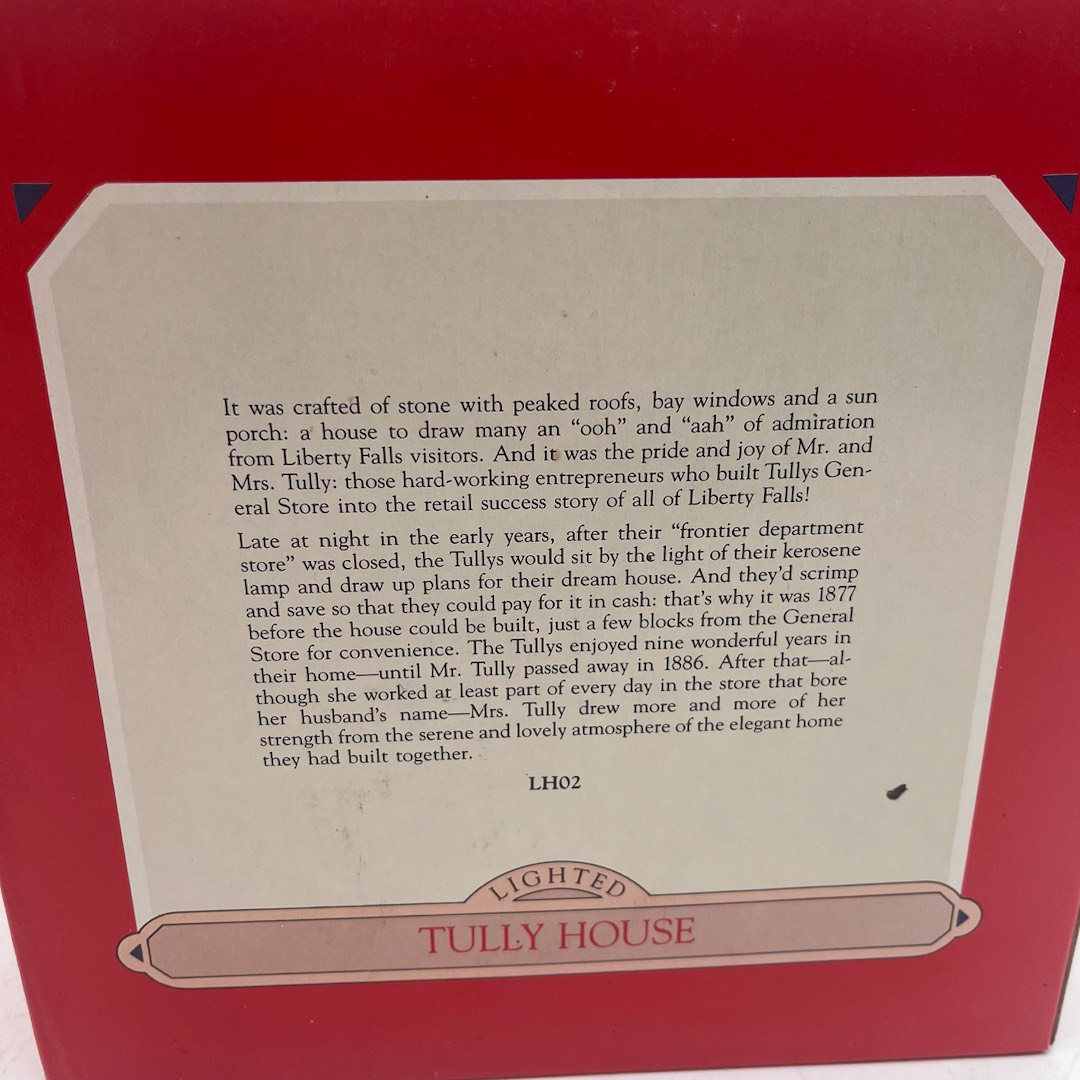 It was crafted of stone with peaked roofs, bay windows and a sun
porch: a house to draw many an “ooh” and “aah” of admiration
from Liberty Falls visitors. And it was the pride and joy of Mr. and
Mrs. Tully: those hard-working entrepreneurs who built Tullys Gen-
eral Store into the retail success story of all of Liberty Falls!
Late at night in the early years, after their “frontier department
store” was closed, the Tullys would sit by the light of their kerosene
lamp and draw up plans for their dream house. And they’d scrimp
and save so that they could pay for it in cash: that’s why it was 1877
before the house could be built, just a few blocks from the General
Store for convenience. The Tullys enjoyed nine wonderful years in
their home—until Mr. Tully passed away in 1886. After that—al-
though she worked at least part of every day in the store that bore
her husband’s name—Mrs. Tully drew more and more of her
strength from the serene and lovely atmosphere of the elegant home
they had built together.
LH02
LIGHTED
TULLY HOUSE